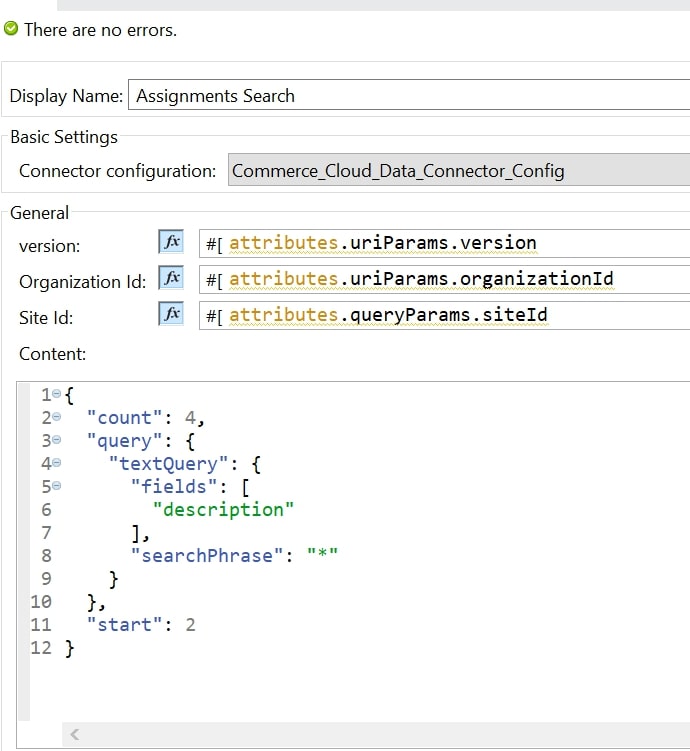 There are no errors.
Display Name: Assignments Search
Basic Settings
Connector configuration: Commerce_Cloud_Data_Connector_Config
General
version: fx #[ attributes.uriParams.version
Organization Id: fx #[ attributes.uriParams.organizationId
Site Id: fx #[ attributes.queryParams.siteId
Content:
1 {
2 "count": 4,
3 "query": {
4 "textQuery": {
5 "fields": [
6 "description"
7 ],
8 "searchPhrase": "*"
9 }
10 },
11 "start": 2
12 }